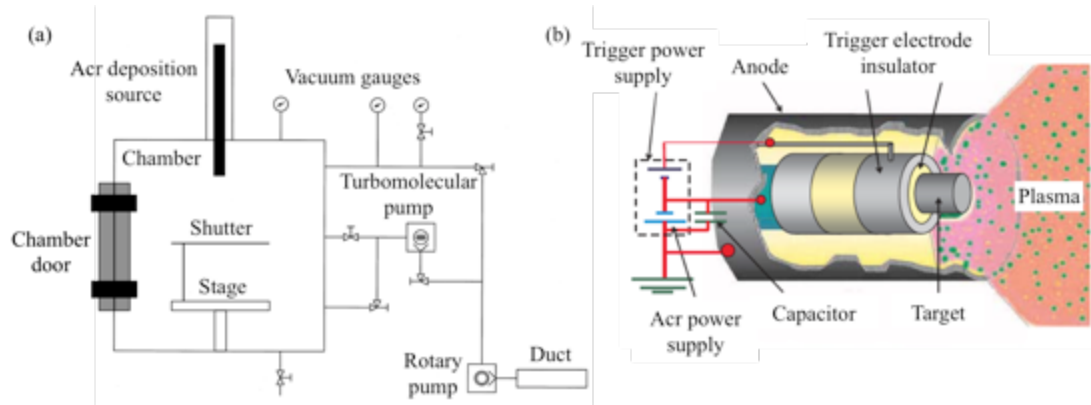 (a)
Acr deposition
source
Vacuum gauges
Chamber
Turbomolecular
pump
Chamber
door
Shutter
Stage
Rotary
pump
Duct
(b)
Trigger power
supply
Anode
Trigger electrode
insulator
Plasma
Acr power
supply
Capacitor
Target